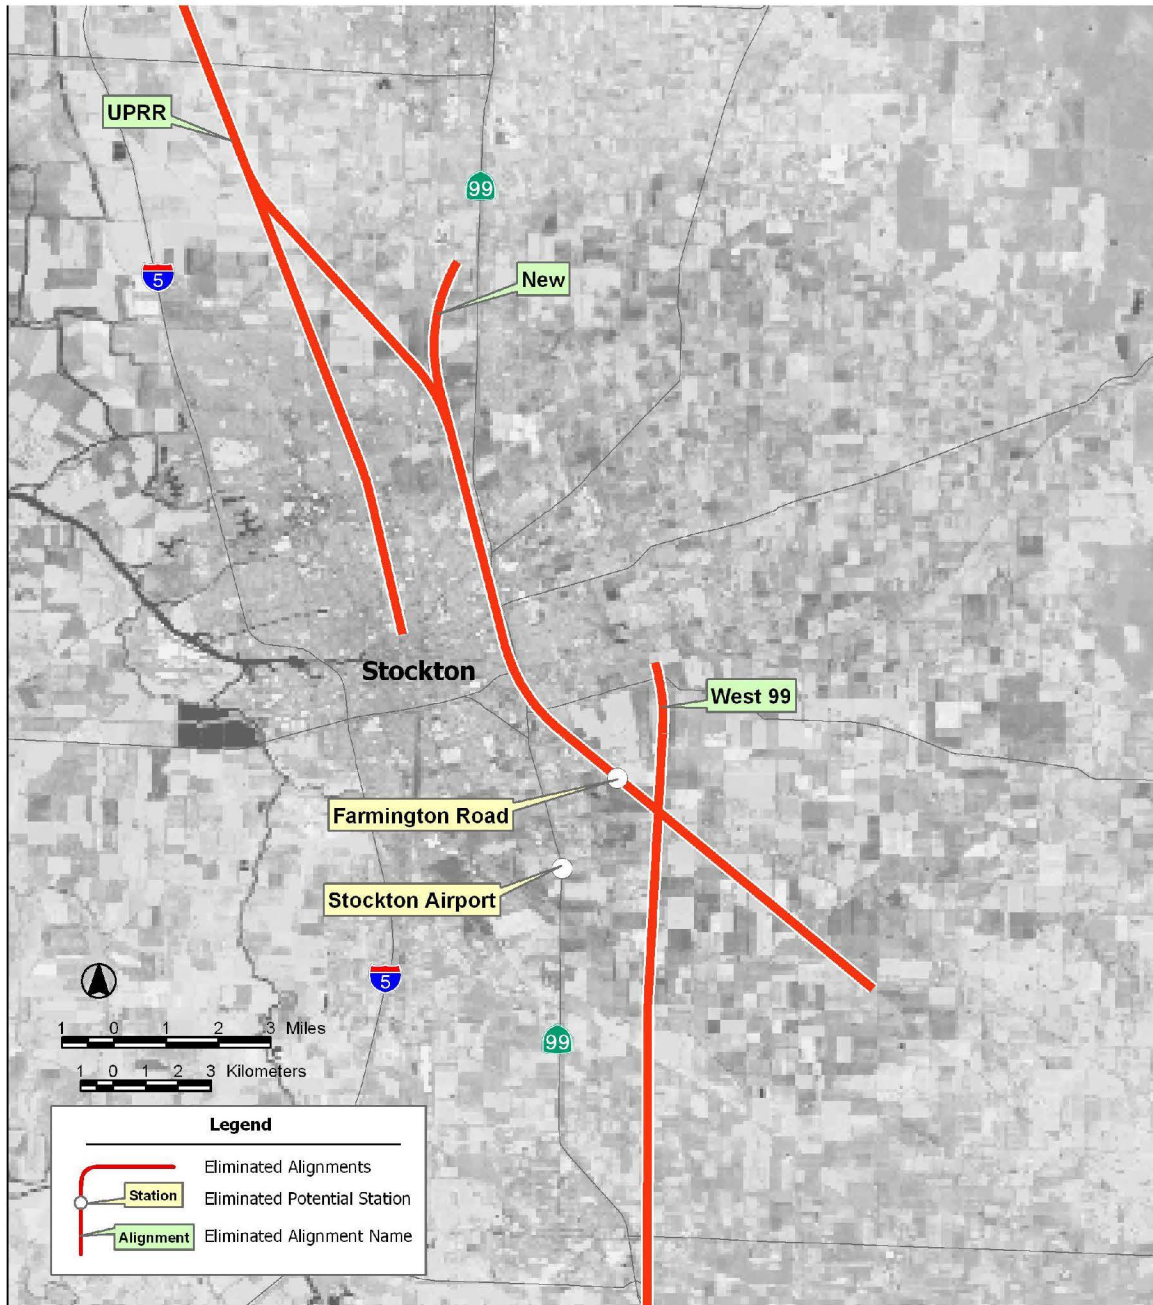 UPRR
99
5
New
Stockton
West 99
Farmington Road
Stockton Airport
5
1 0 1 2 3 Miles
99
1 0 1 2 3 Kilometers
Legend
Eliminated Alignments
Station Eliminated Potential Station
Alignment Eliminated Alignment Name